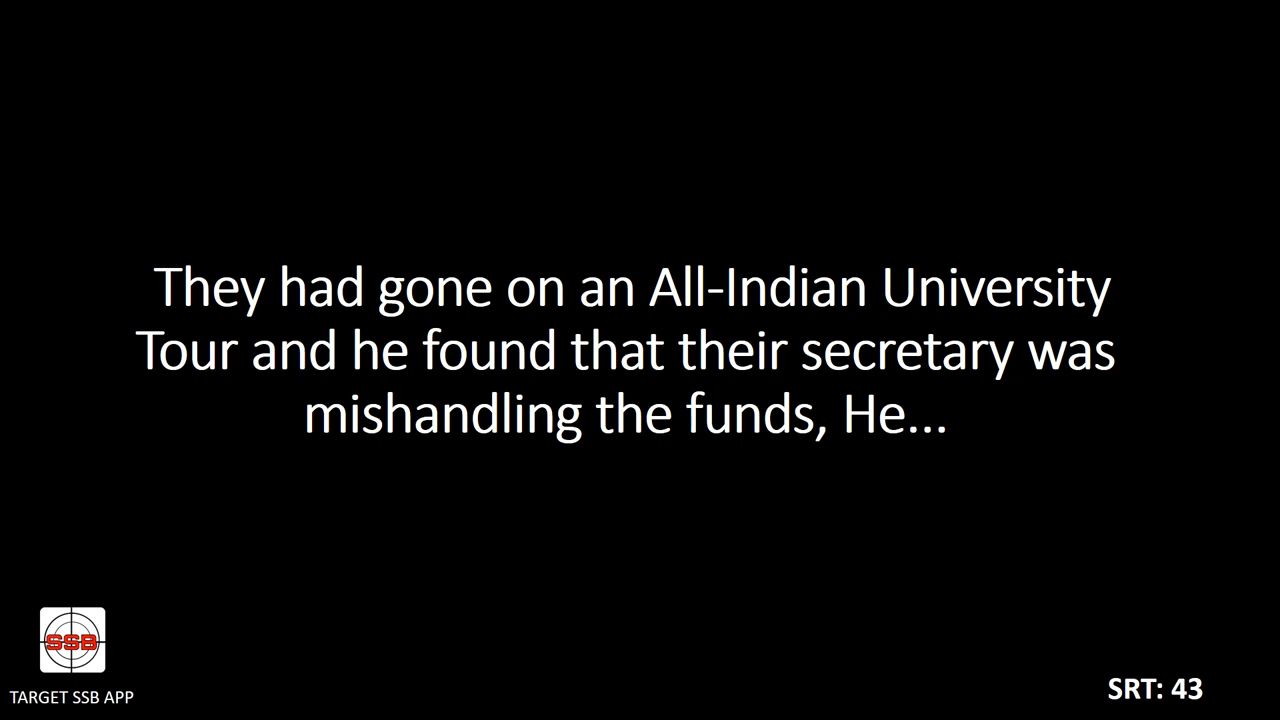 They had gone on an All-Indian University
Tour and he found that their secretary was
mishandling the funds, He...
SSB
TARGET SSB APP
SRT: 43